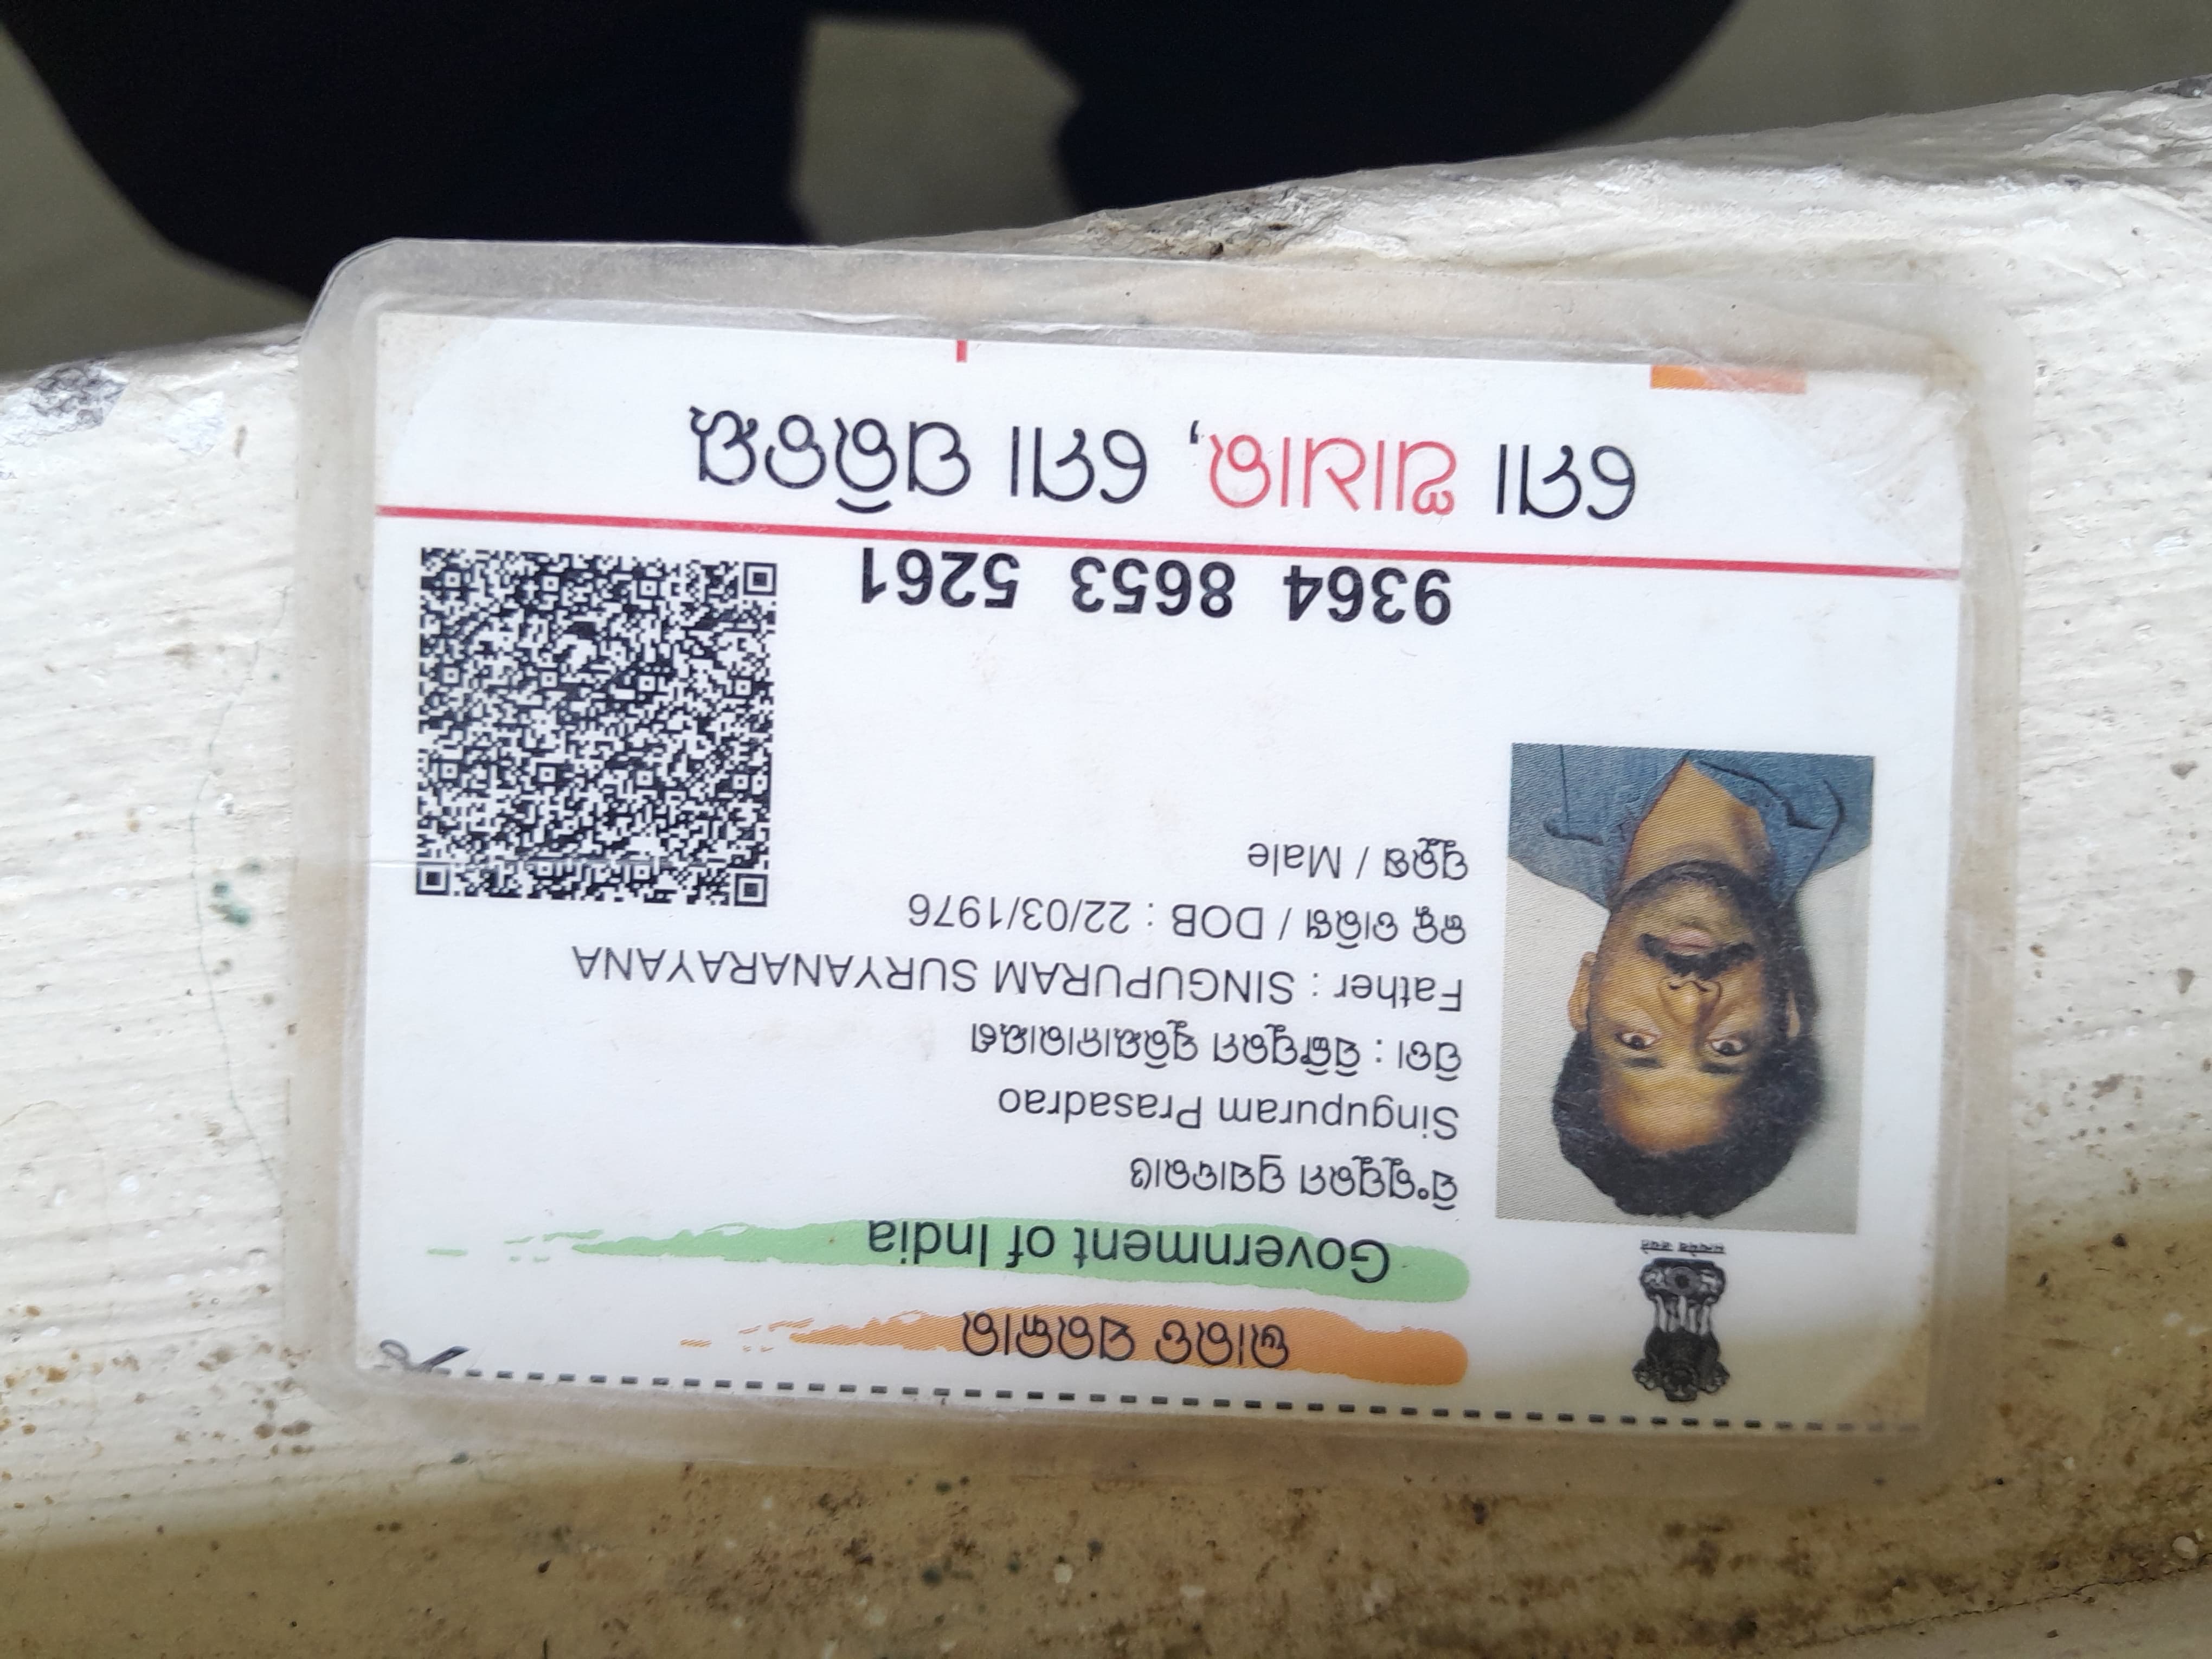 ଭାରତ ସରକାର
Government of India
सत्यमेव जयते
ସିଂଗୁପୁରମ ପ୍ରସାଦରାଓ
Singupuram Prasadrao
ପିତା : ସିଙ୍ଗିପୁରମ ସୁରିଯାନାରାୟଣ
Father : SINGUPURAM SURYANARAYANA
ଜନ୍ମ ତାରିଖ / DOB : 22/03/1976
ପୁରୁଷ / Male
9364 8653 5261
ମୋ ଆଧାର, ମୋ ପରିଚୟ